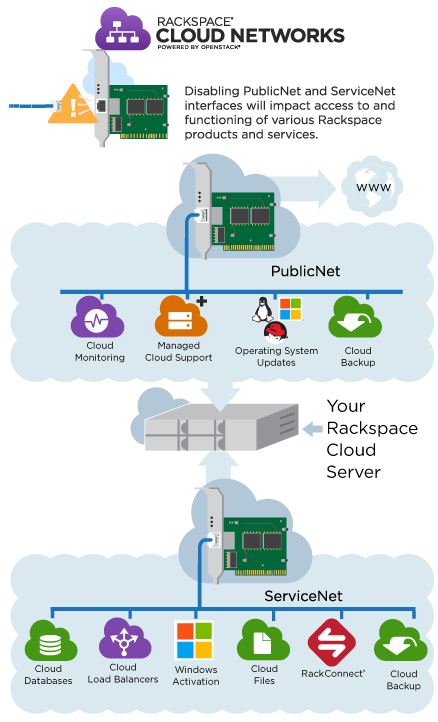 RACKSPACE®
CLOUD NETWORKS
POWERED BY OPENSTACK®
Disabling PublicNet and ServiceNet
interfaces will impact access to and
functioning of various Rackspace
products and services.
www
PublicNet
Cloud
Monitoring
Managed
Cloud Support
Operating System
Updates
Cloud
Backup
Your
Rackspace
Cloud
Server
ServiceNet
Cloud
Databases
Cloud
Load Balancers
Windows
Activation
Cloud
Files
RackConnect®
Cloud
Backup